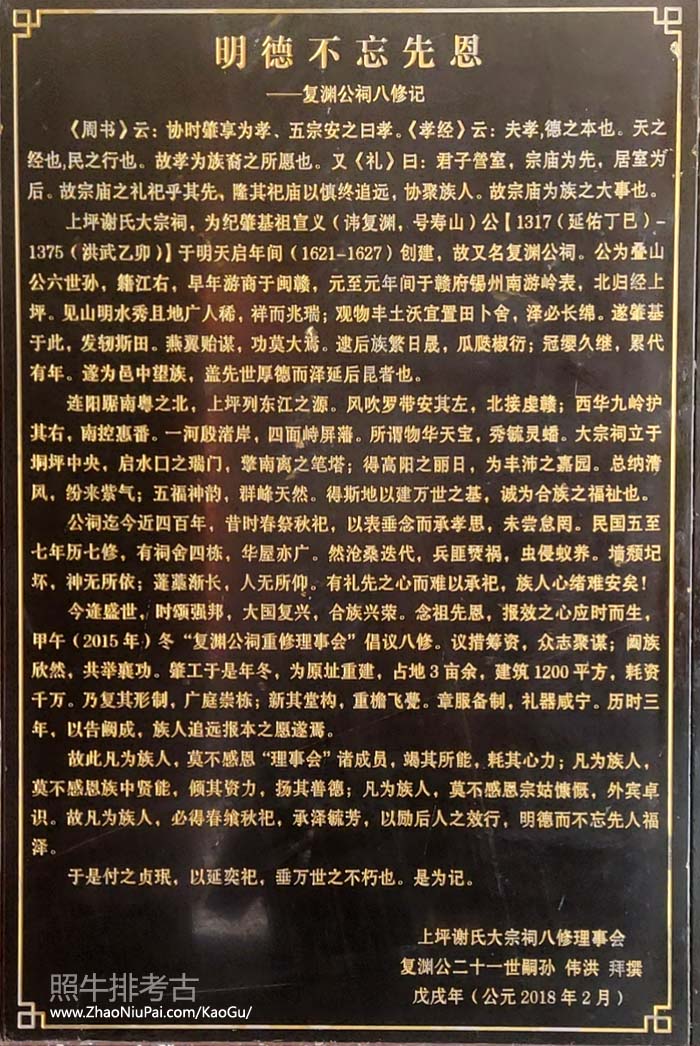 明德不忘先恩
——复渊公祠八修记
《周书》云：协时肇享为孝、五宗安之曰孝。《孝经》云：夫孝,德之本也。天之
经也,民之行也。故孝为族裔之所愿也。又《礼》曰：君子营室，宗庙为先，居室为
后。故宗庙之礼祀乎其先，隆其祀庙以慎终追远，协聚族人。故宗庙为族之大事也。
上坪谢氏大宗祠，为纪肇基祖宣义（讳复渊，号寿山）公【1317（延佑丁巳）-
1375（洪武乙卯）】于明天启年间（1621-1627）创建，故又名复渊公祠。公为叠山
公六世孙，籍江右，早年游商于闽赣，元至元年间于赣府锡州南游岭表，北归经上
坪。见山明水秀且地广人稀，祥而兆瑞；观物丰土沃宜置田卜舍，泽必长绵。遂肇基
于此，发轫斯田。燕翼贻谋，功莫大焉。逮后族繁日晟，瓜瓞椒衍；冠缨久继，累代
有年。遂为邑中望族，盖先世厚德而泽延后昆者也。
连阳踞南粤之北，上坪列东江之源。风吹罗带安其左，北接虔赣；西华九岭护
其右，南控惠番。一河殷渚岸，四面峙屏藩。所谓物华天宝，秀毓灵蟠。大宗祠立于
垌坪中央，启水口之瑞门，擎南离之笔塔；得高阳之丽日，为丰沛之嘉园。总纳清
风，纷来紫气；五福神韵，群峰天然。得斯地以建万世之基，诚为合族之福祉也。
公祠迄今近四百年，昔时春祭秋祀，以表垂念而承孝思，未尝怠罔。民国五至
七年历七修，有祠舍四栋，华屋亦广。然沧桑迭代，兵匪燹祸，虫侵蚁养。墙颓圮
坏，神无所依；蓬藟渐长，人无所仰。有礼先之心而难以承祀，族人心绪难安矣！
今逢盛世，时颂强邦，大国复兴，合族兴荣。念祖先恩，报效之心应时而生，
甲午（2015年）冬“复渊公祠重修理事会”倡议八修。议措筹资，众志聚谋；阖族
欣然，共举襄功。肇工于是年冬，为原址重建，占地3亩余，建筑1200平方，耗资
千万。乃复其形制，广庭崇栋；新其堂构，重檐飞甍。章服备制，礼器咸宁。历时三
年，以告阙成，族人追远报本之愿遂焉。
故此凡为族人，莫不感恩“理事会”诸成员，竭其所能，耗其心力；凡为族人，
莫不感恩族中贤能，倾其资力，扬其善德；凡为族人，莫不感恩宗姑慷慨，外宾卓
识。故凡为族人，必得春飨秋祀，承泽毓芳，以励后人之效行，明德而不忘先人福
泽。
于是付之贞珉，以延奕祀，垂万世之不朽也。是为记。
上坪谢氏大宗祠八修理事会
复渊公二十一世嗣孙 伟洪 拜撰
戊戌年（公元2018年2月）
照牛排考古
www.ZhaoNiuPai.com/KaoGu/